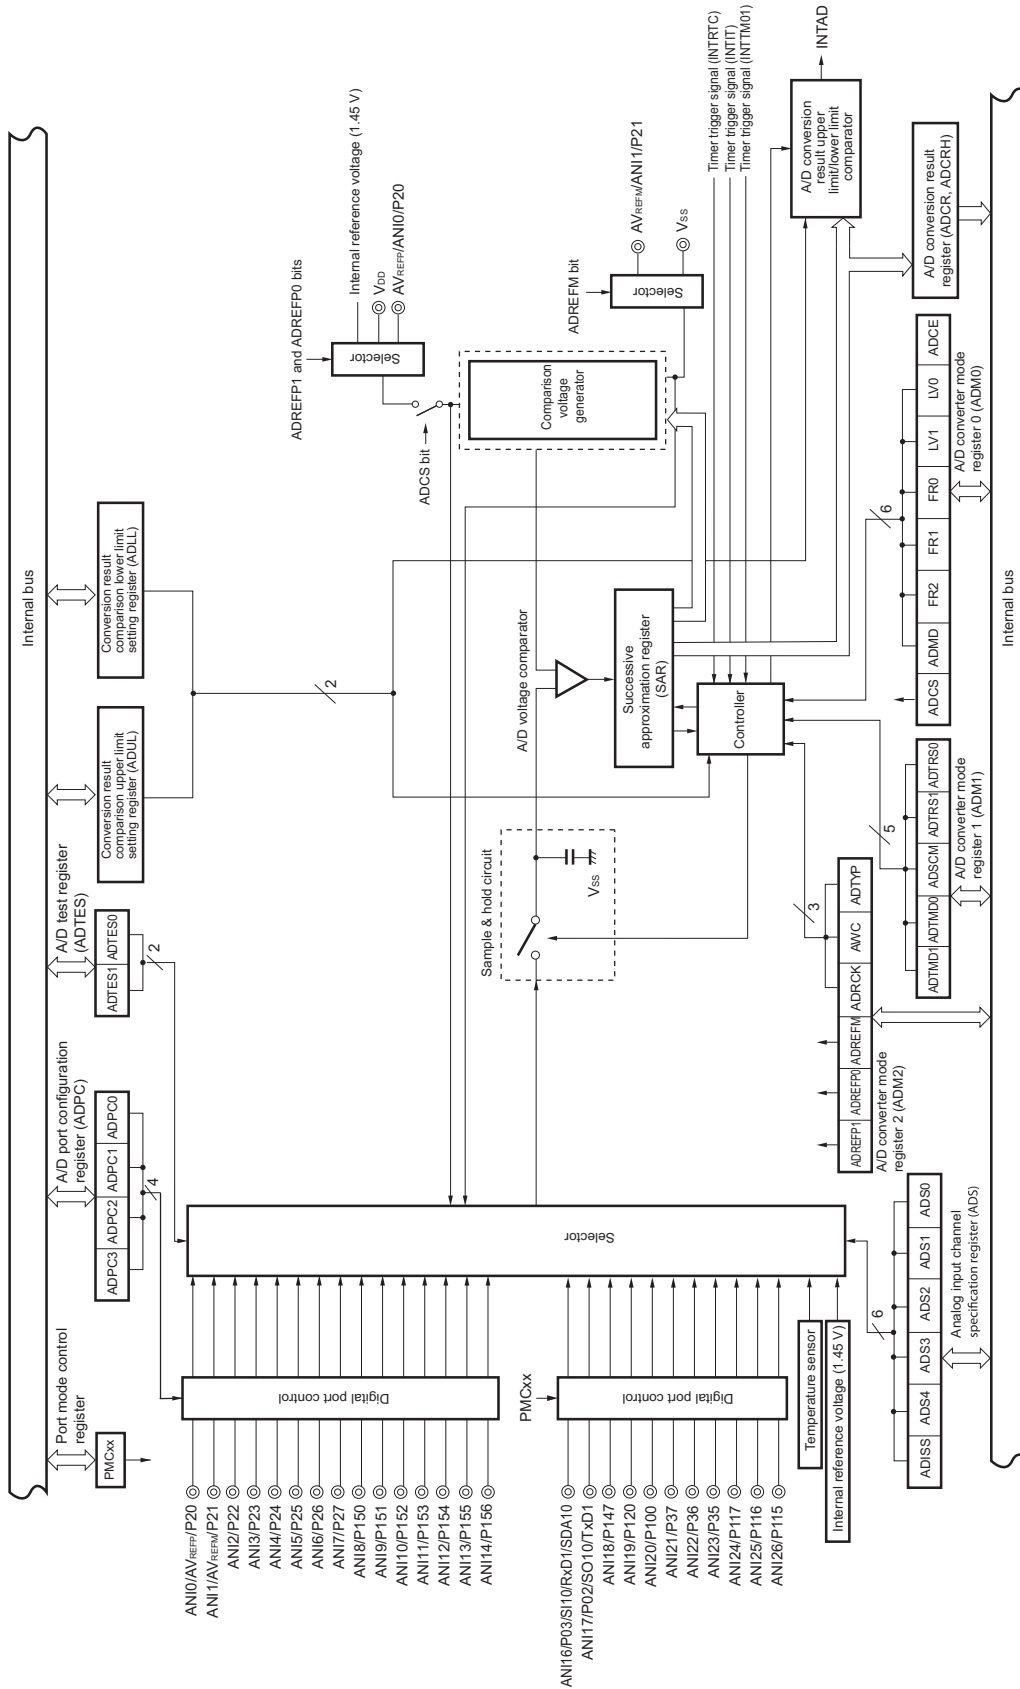 Internal bus
Port mode control
register
PMCxx
A/D port configuration
register (ADPC)
ADPC3
ADPC2
ADPC1
ADPC0
4
A/D test register
(ADTES)
ADTES1
ADTES0
2
Conversion result
comparison upper limit
setting register (ADUL)
Conversion result
comparison lower limit
setting register (ADLL)
2
ADREFP1 and ADREFP0 bits
Internal reference voltage (1.45 V)
VDD
AVREFP/ANI0/P20
Selector
ADCS bit
Comparison
voltage
generator
ADREFM bit
Selector
AVREFM/ANI1/P21
VSS
ANI0/AVREFP/P20
ANI1/AVREFM/P21
ANI2/P22
ANI3/P23
ANI4/P24
ANI5/P25
ANI6/P26
ANI7/P27
ANI8/P150
ANI9/P151
ANI10/P152
ANI11/P153
ANI12/P154
ANI13/P155
ANI14/P156
Digital port control
PMCxx
ANI16/P03/SI10/RxD1/SDA10
ANI17/P02/SO10/TxD1
ANI18/P147
ANI19/P120
ANI20/P100
ANI21/P37
ANI22/P36
ANI23/P35
ANI24/P117
ANI25/P116
ANI26/P115
Digital port control
Temperature sensor
Internal reference voltage (1.45 V)
Selector
Sample & hold circuit
VSS
A/D voltage comparator
Successive
approximation register
(SAR)
Controller
Timer trigger signal (INTRTC)
Timer trigger signal (INTIT)
Timer trigger signal (INTTM01)
A/D conversion
result upper
limit/lower limit
comparator
INTAD
6
ADISS
ADS4
ADS3
ADS2
ADS1
ADS0
Analog input channel
specification register (ADS)
3
ADREFP1
ADREFP0
ADREFM
ADRCK
AWC
ADTYP
A/D converter mode
register 2 (ADM2)
5
ADTMD1
ADTMD0
ADSCM
ADTRS1
ADTRS0
A/D converter mode
register 1 (ADM1)
6
ADCS
ADMD
FR2
FR1
FR0
LV1
LV0
ADCE
A/D converter mode
register 0 (ADM0)
A/D conversion result
register (ADCR, ADCRH)
Internal bus